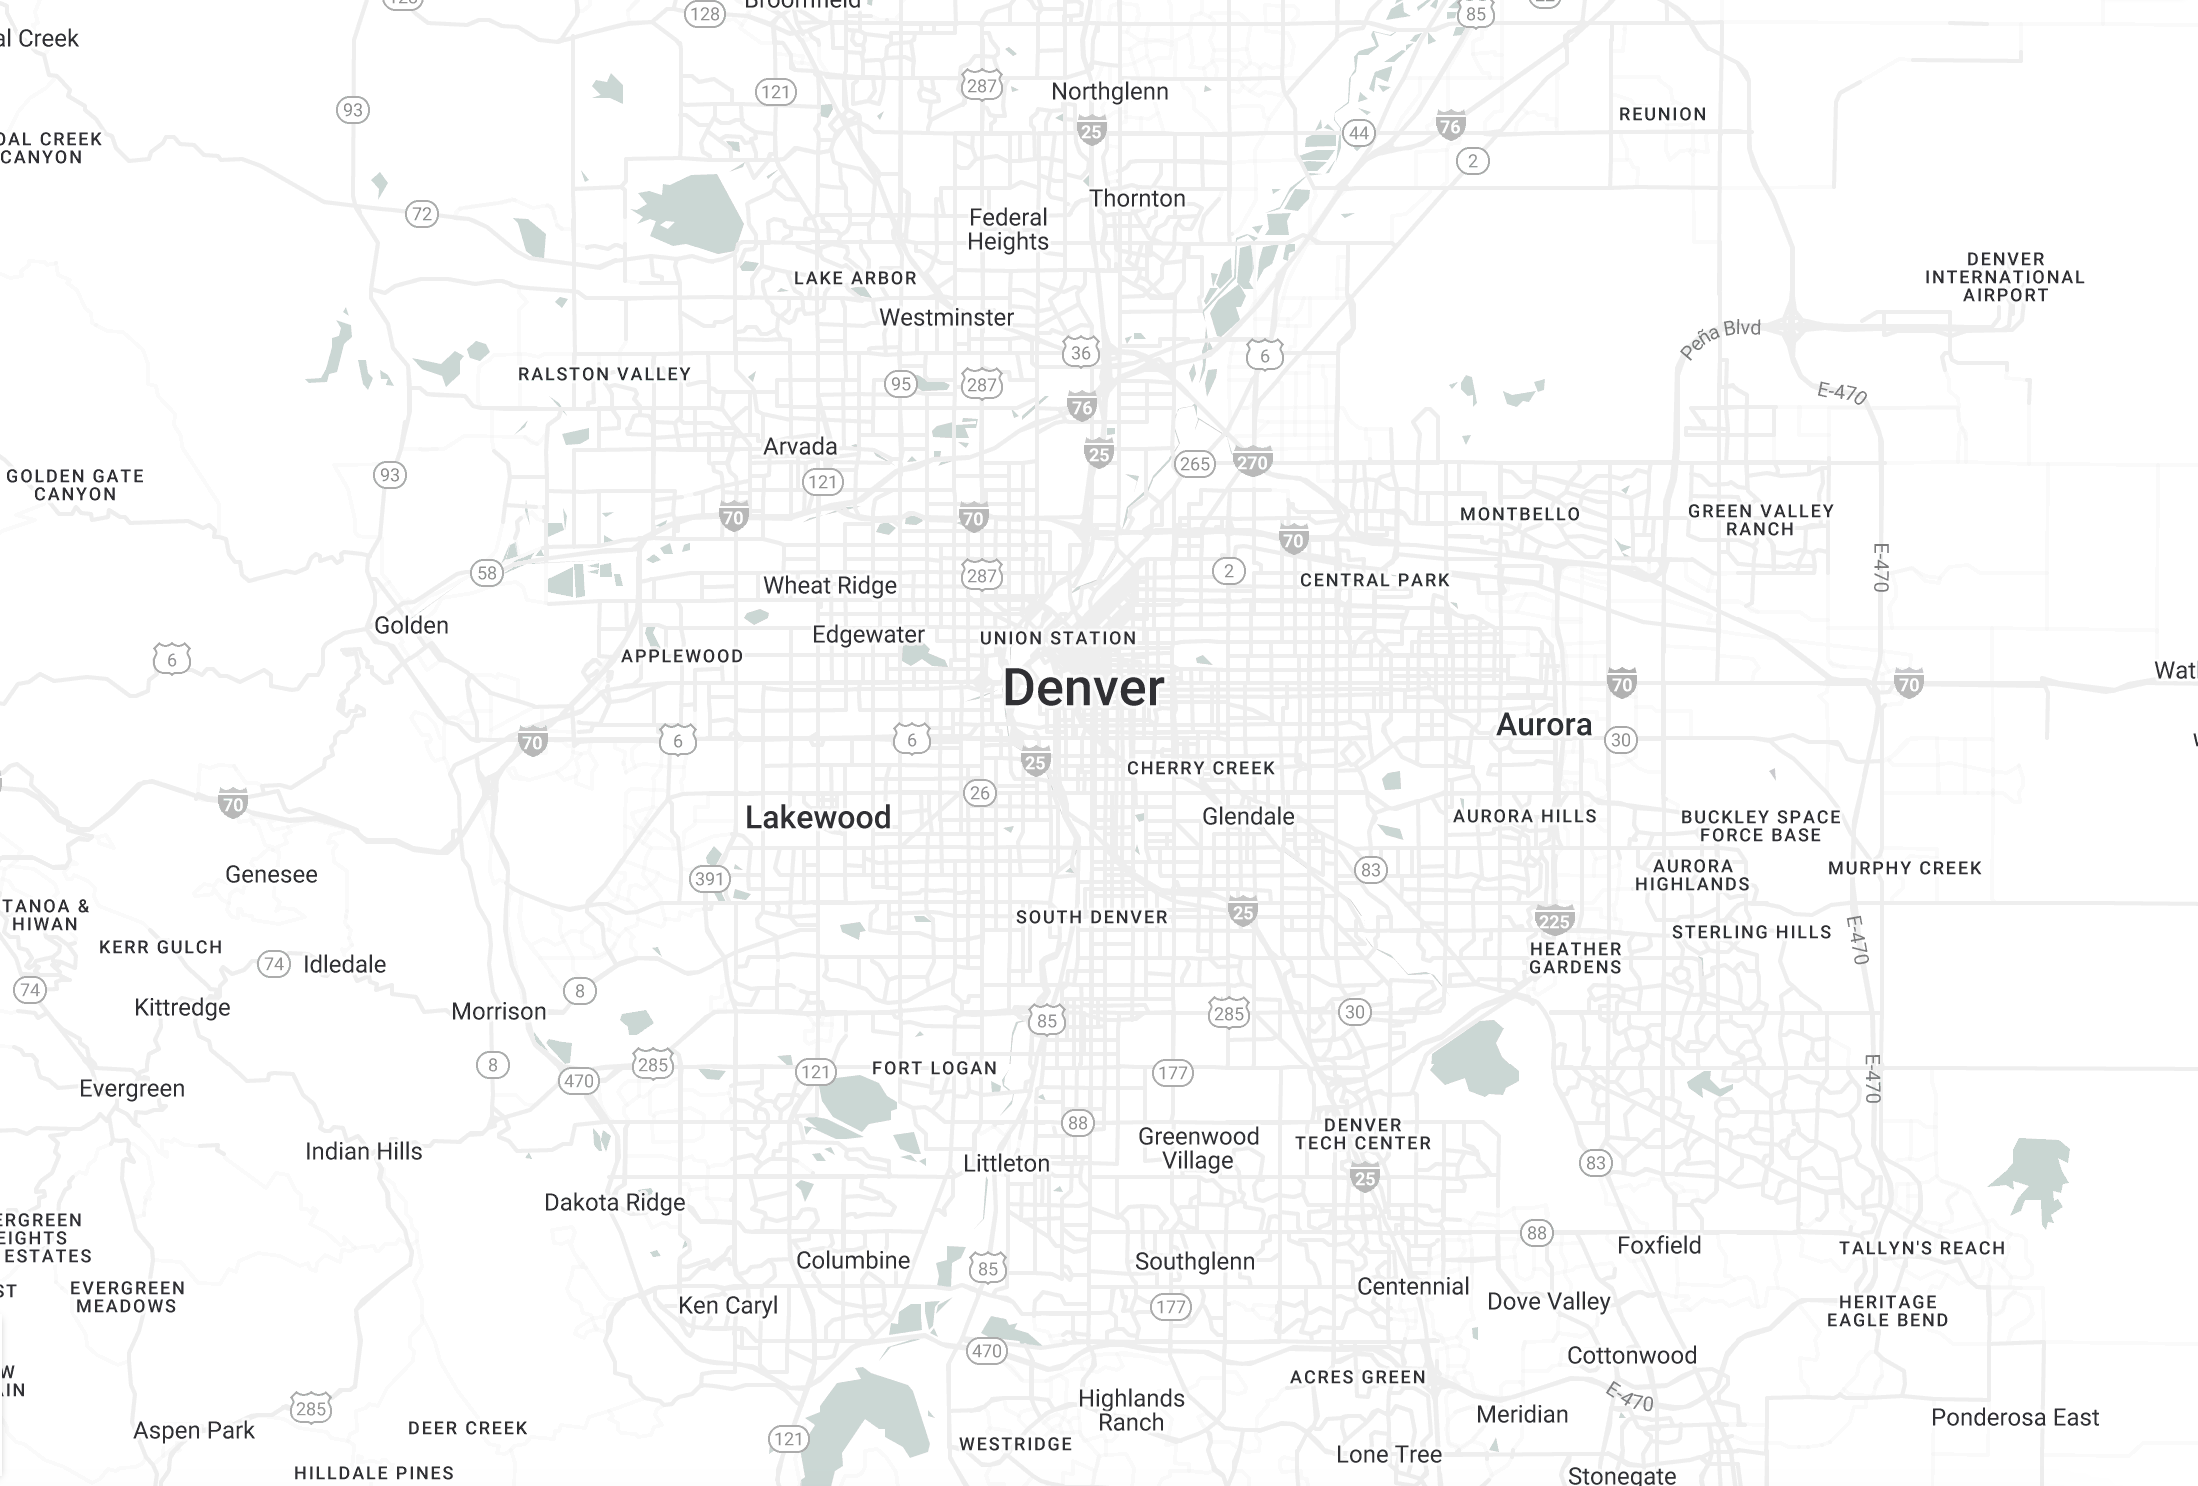 128
Broomfield
85
al Creek
287
121
Northglenn
REUNION
93
25
44
76
OAL CREEK
CANYON
2
Thornton
72
Federal
Heights
DENVER
INTERNATIONAL
AIRPORT
LAKE ARBOR
Westminster
Peña Blvd
36
6
RALSTON VALLEY
95
287
E-470
76
Arvada
25
265
270
GOLDEN GATE
CANYON
93
121
70
70
MONTBELLO
GREEN VALLEY
RANCH
70
58
287
2
CENTRAL PARK
E-470
Wheat Ridge
Golden
Edgewater
UNION STATION
6
APPLEWOOD
Denver
70
70
Wat
Aurora
30
70
6
6
25
CHERRY CREEK
70
26
Lakewood
Glendale
AURORA HILLS
BUCKLEY SPACE
FORCE BASE
Genesee
391
83
AURORA
HIGHLANDS
MURPHY CREEK
TANOA &
HIWAN
SOUTH DENVER
25
225
STERLING HILLS
E-470
KERR GULCH
74
Idledale
HEATHER
GARDENS
74
Kittredge
8
Morrison
85
285
30
8
470
285
121
FORT LOGAN
177
E-470
Evergreen
88
DENVER
TECH CENTER
Greenwood
Village
Indian Hills
Littleton
25
83
Dakota Ridge
ERGREEN
EIGHTS
ESTATES
88
Foxfield
TALLYN'S REACH
Columbine
85
Southglenn
ST
EVERGREEN
MEADOWS
Ken Caryl
177
Centennial
Dove Valley
HERITAGE
EAGLE BEND
470
Cottonwood
W
IN
ACRES GREEN
E-470
285
Highlands
Ranch
Meridian
Ponderosa East
Aspen Park
DEER CREEK
121
WESTRIDGE
Lone Tree
HILLDALE PINES
Stonegate